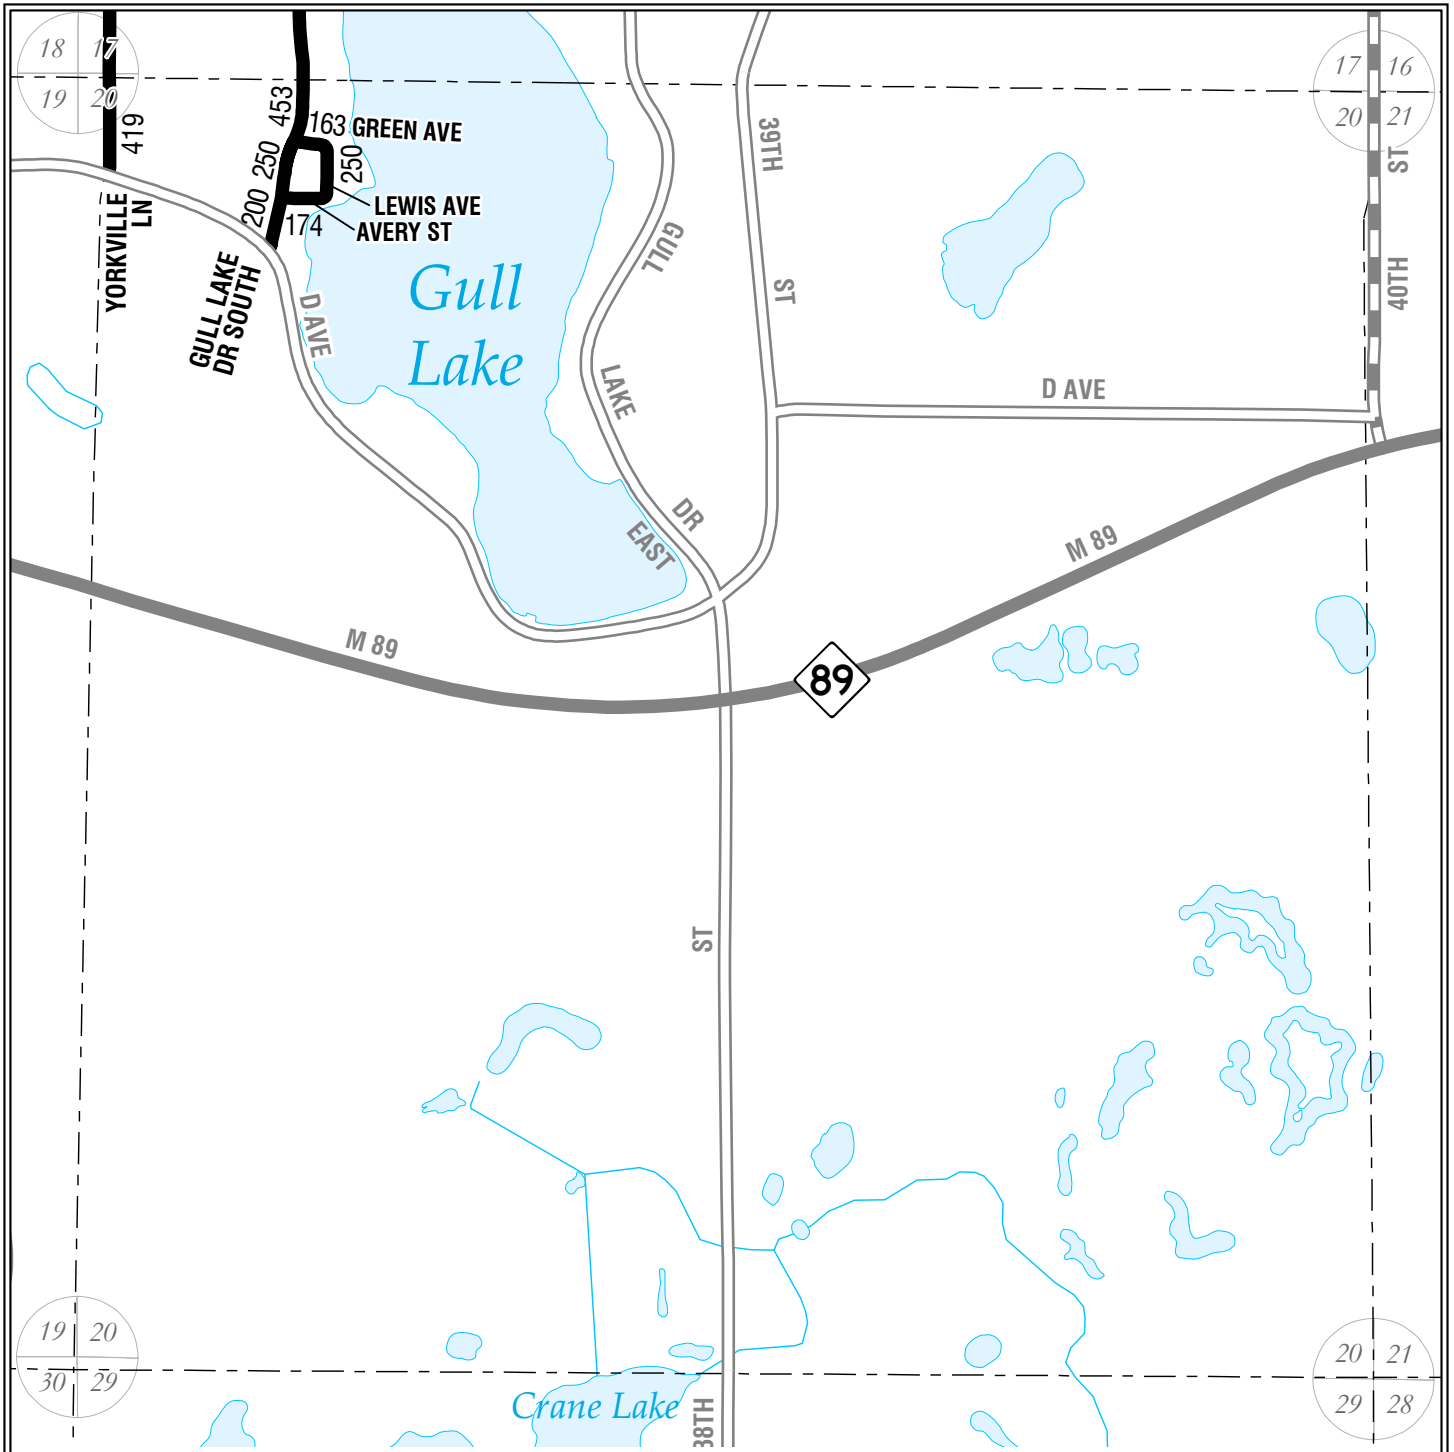 18 17
19 20
17 16
20 21
453
419
163 GREEN AVE
250
250
200
174
LEWIS AVE
AVERY ST
YORKVILLE
LN
GULL LAKE
DR SOUTH
D AVE
Gull
Lake
GULL
LAKE
DR
EAST
39TH
ST
ST
40TH
D AVE
M 89
M 89
89
ST
19 20
30 29
20 21
29 28
Crane Lake
38TH